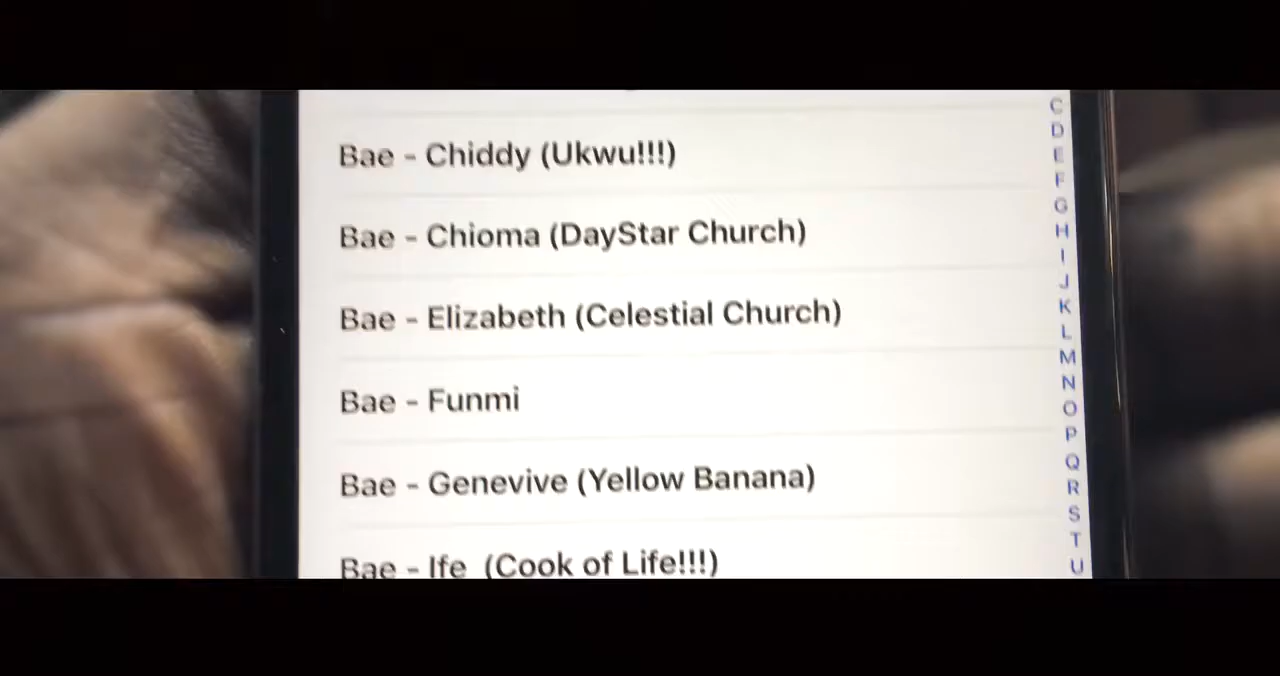 Bae - Chiddy (Ukwu!!!)
Bae - Chioma (DayStar Church)
Bae - Elizabeth (Celestial Church)
Bae - Funmi
Bae - Genevive (Yellow Banana)
Bae - Ife (Cook of Life!!!)
C
D
E
F
G
H
I
J
K
L
M
N
O
P
Q
R
S
T
U